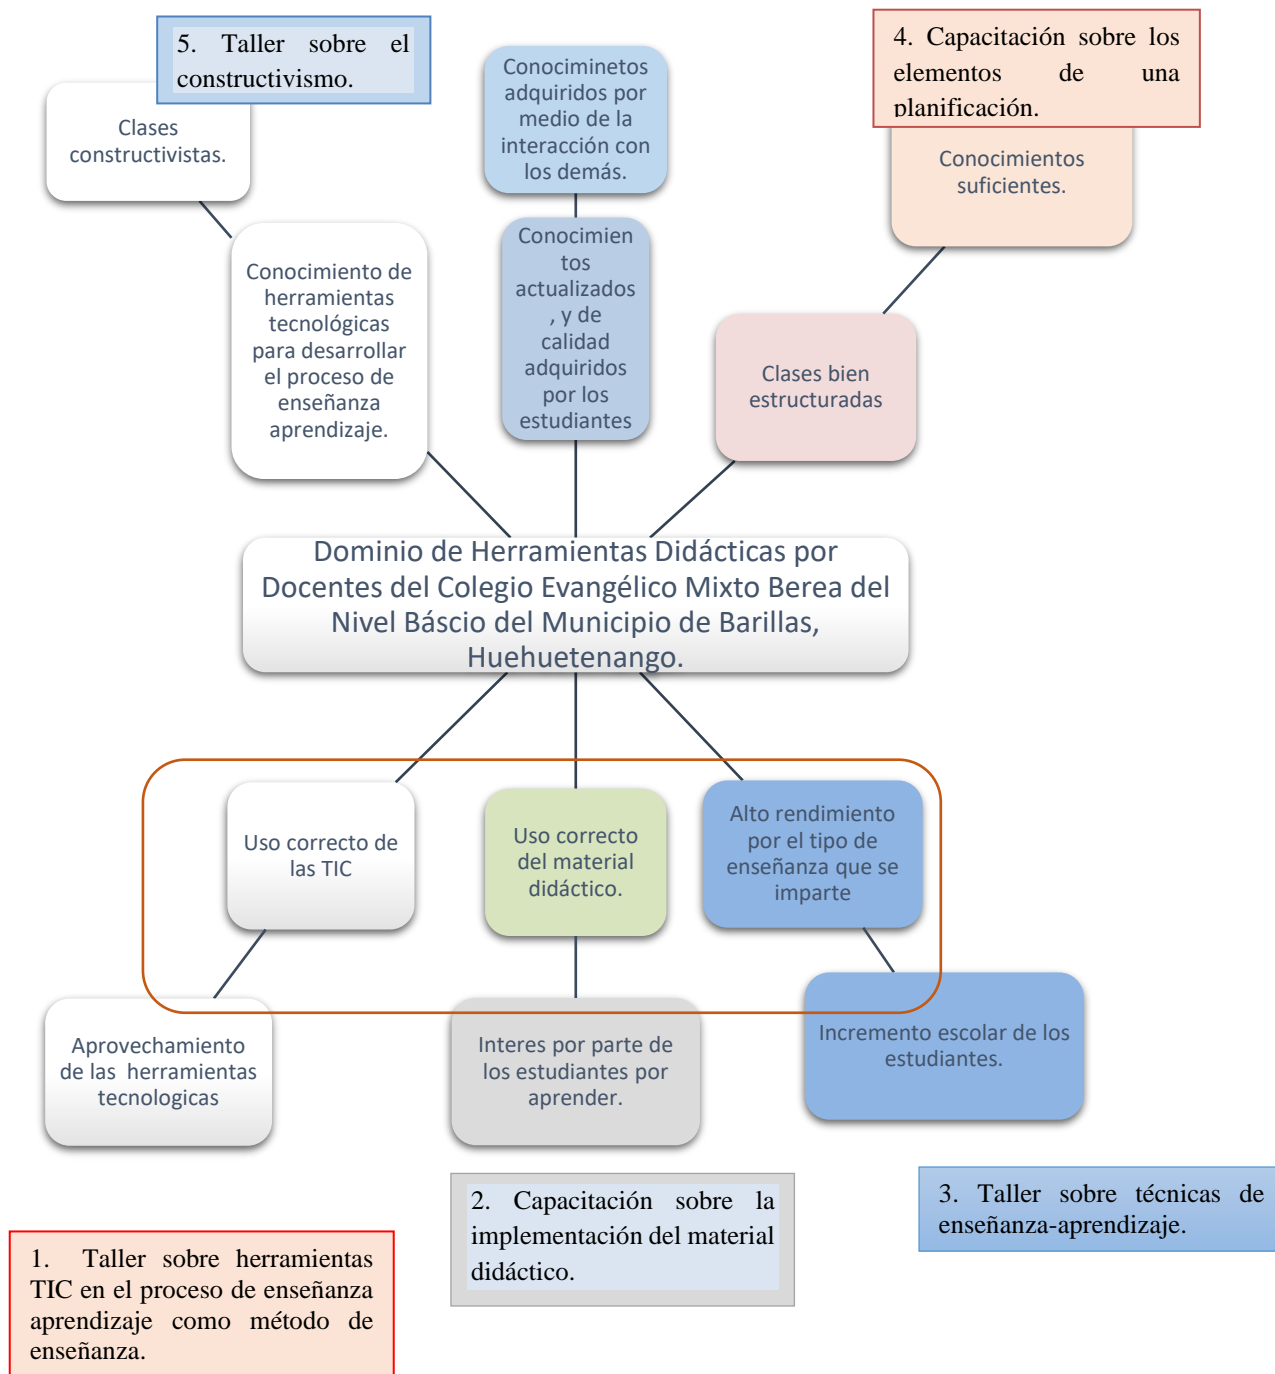 5. Taller sobre el
constructivismo.
Clases
constructivistas.
Conociminetos
adquiridos por
medio de la
interacción con
los demás.
4. Capacitación sobre los
elementos de una
planificación.
Conocimientos
suficientes.
Conocimiento de
herramientas
tecnológicas
para desarrollar
el proceso de
enseñanza
aprendizaje.
Conocimien
tos
actualizados
, y de
calidad
adquiridos
por los
estudiantes
Clases bien
estructuradas
Dominio de Herramientas Didácticas por
Docentes del Colegio Evangélico Mixto Berea del
Nivel Báscio del Municipio de Barillas,
Huehuetenango.
Uso correcto de
las TIC
Uso correcto
del material
didáctico.
Alto rendimiento
por el tipo de
enseñanza que se
imparte
Aprovechamiento
de las herramientas
tecnologicas
Interes por parte de
los estudiantes por
aprender.
Incremento escolar de los
estudiantes.
1. Taller sobre herramientas
TIC en el proceso de enseñanza
aprendizaje como método de
enseñanza.
2. Capacitación sobre la
implementación del material
didáctico.
3. Taller sobre técnicas de
enseñanza-aprendizaje.